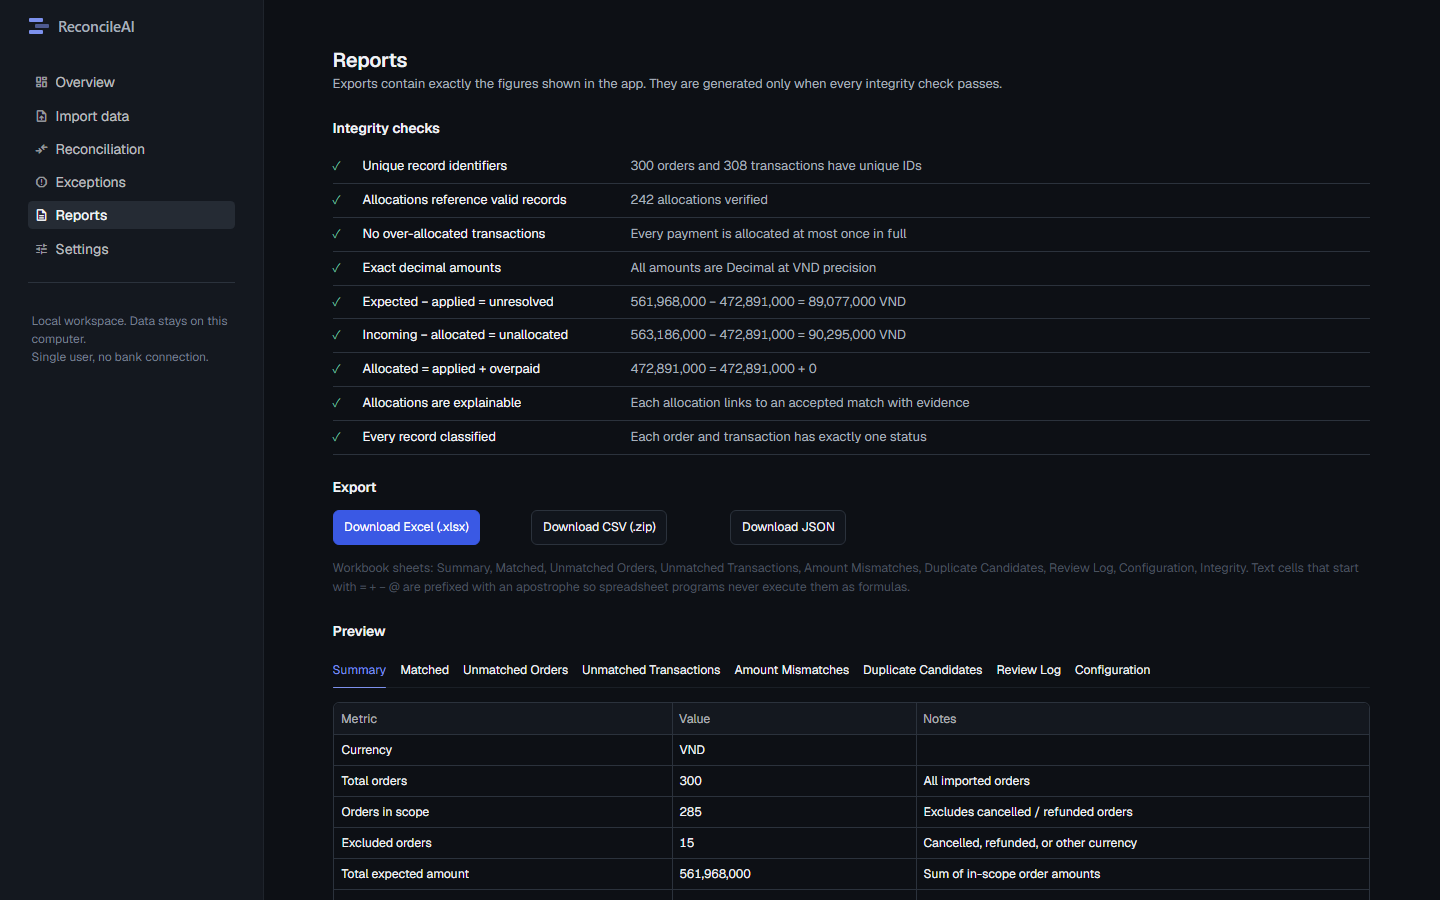 ReconcileAI
Overview
Import data
Reconciliation
Exceptions
Reports
Settings
Local workspace. Data stays on this
computer.
Single user, no bank connection.
Reports
Exports contain exactly the figures shown in the app. They are generated only when every integrity check passes.
Integrity checks
✓ Unique record identifiers 300 orders and 308 transactions have unique IDs
✓ Allocations reference valid records 242 allocations verified
✓ No over-allocated transactions Every payment is allocated at most once in full
✓ Exact decimal amounts All amounts are Decimal at VND precision
✓ Expected − applied = unresolved 561,968,000 − 472,891,000 = 89,077,000 VND
✓ Incoming − allocated = unallocated 563,186,000 − 472,891,000 = 90,295,000 VND
✓ Allocated = applied + overpaid 472,891,000 = 472,891,000 + 0
✓ Allocations are explainable Each allocation links to an accepted match with evidence
✓ Every record classified Each order and transaction has exactly one status
Export
Download Excel (.xlsx) Download CSV (.zip) Download JSON
Workbook sheets: Summary, Matched, Unmatched Orders, Unmatched Transactions, Amount Mismatches, Duplicate Candidates, Review Log, Configuration, Integrity. Text cells that start
with = + − @ are prefixed with an apostrophe so spreadsheet programs never execute them as formulas.
Preview
Summary Matched Unmatched Orders Unmatched Transactions Amount Mismatches Duplicate Candidates Review Log Configuration
Metric Value Notes
Currency VND
Total orders 300 All imported orders
Orders in scope 285 Excludes cancelled / refunded orders
Excluded orders 15 Cancelled, refunded, or other currency
Total expected amount 561,968,000 Sum of in-scope order amounts